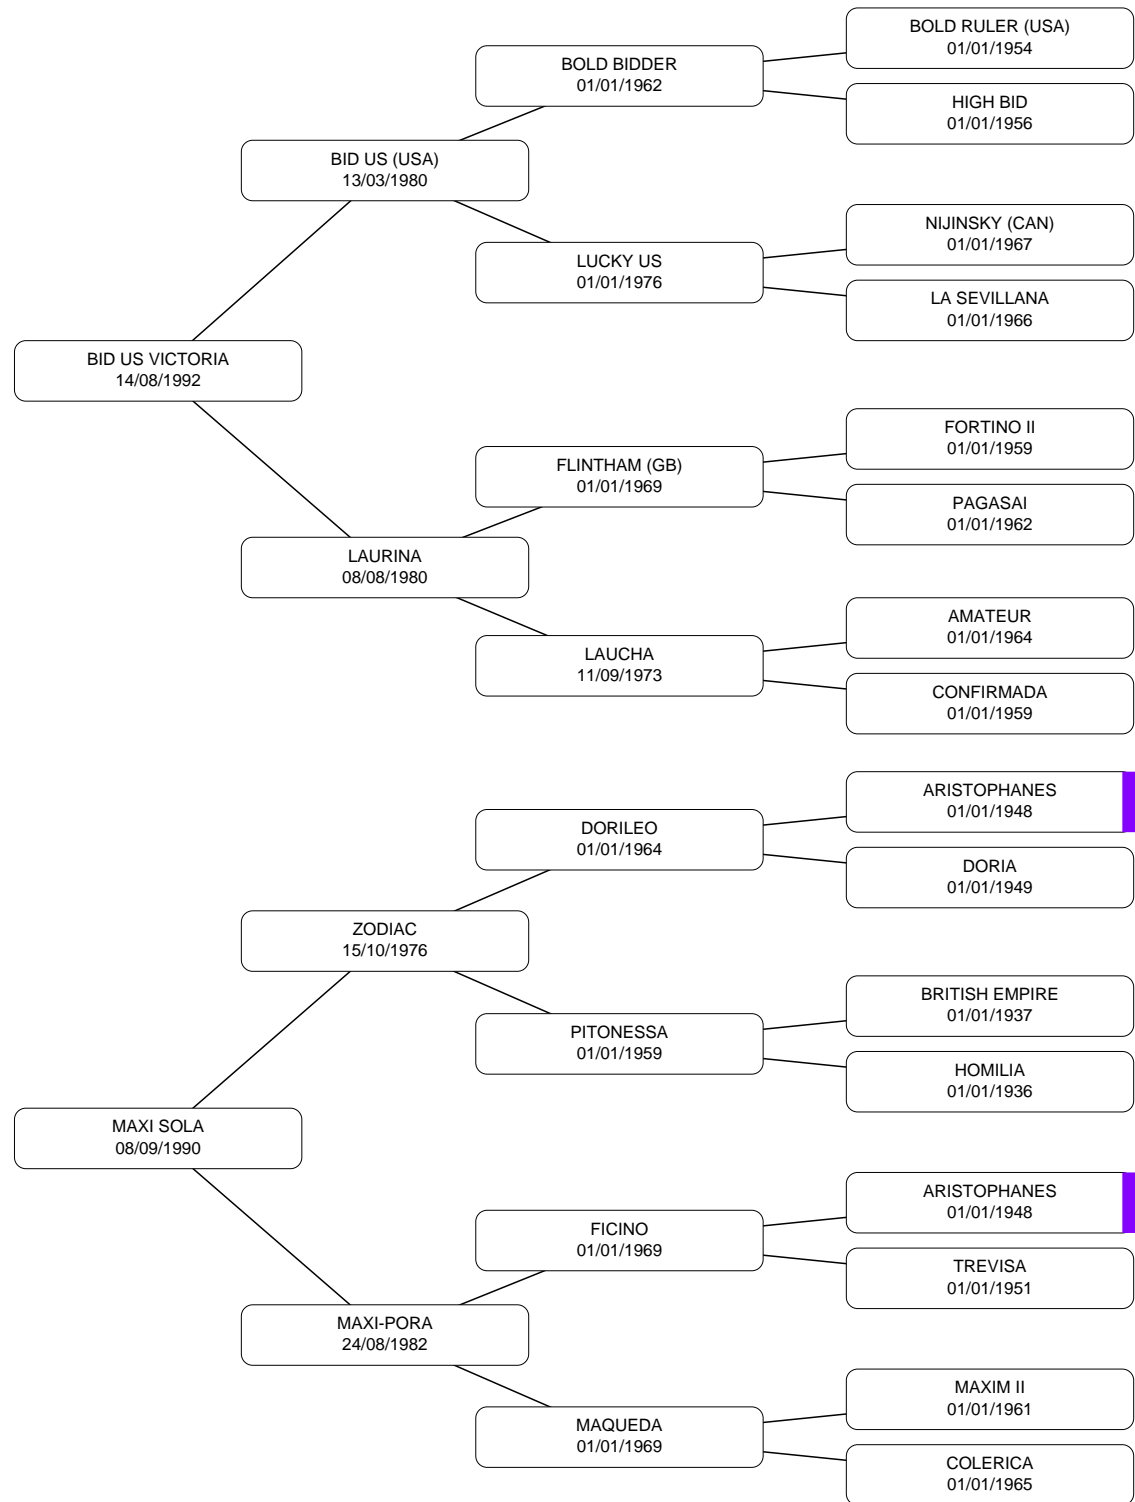 BOLD RULER (USA)
01/01/1954
BOLD BIDDER
01/01/1962
HIGH BID
01/01/1956
BID US (USA)
13/03/1980
NIJINSKY (CAN)
01/01/1967
LUCKY US
01/01/1976
LA SEVILLANA
01/01/1966
BID US VICTORIA
14/08/1992
FORTINO II
01/01/1959
FLINTHAM (GB)
01/01/1969
PAGASAI
01/01/1962
LAURINA
08/08/1980
AMATEUR
01/01/1964
LAUCHA
11/09/1973
CONFIRMADA
01/01/1959
ARISTOPHANES
01/01/1948
DORILEO
01/01/1964
DORIA
01/01/1949
ZODIAC
15/10/1976
BRITISH EMPIRE
01/01/1937
PITONESSA
01/01/1959
HOMILIA
01/01/1936
MAXI SOLA
08/09/1990
ARISTOPHANES
01/01/1948
FICINO
01/01/1969
TREVISA
01/01/1951
MAXI-PORA
24/08/1982
MAXIM II
01/01/1961
MAQUEDA
01/01/1969
COLERICA
01/01/1965